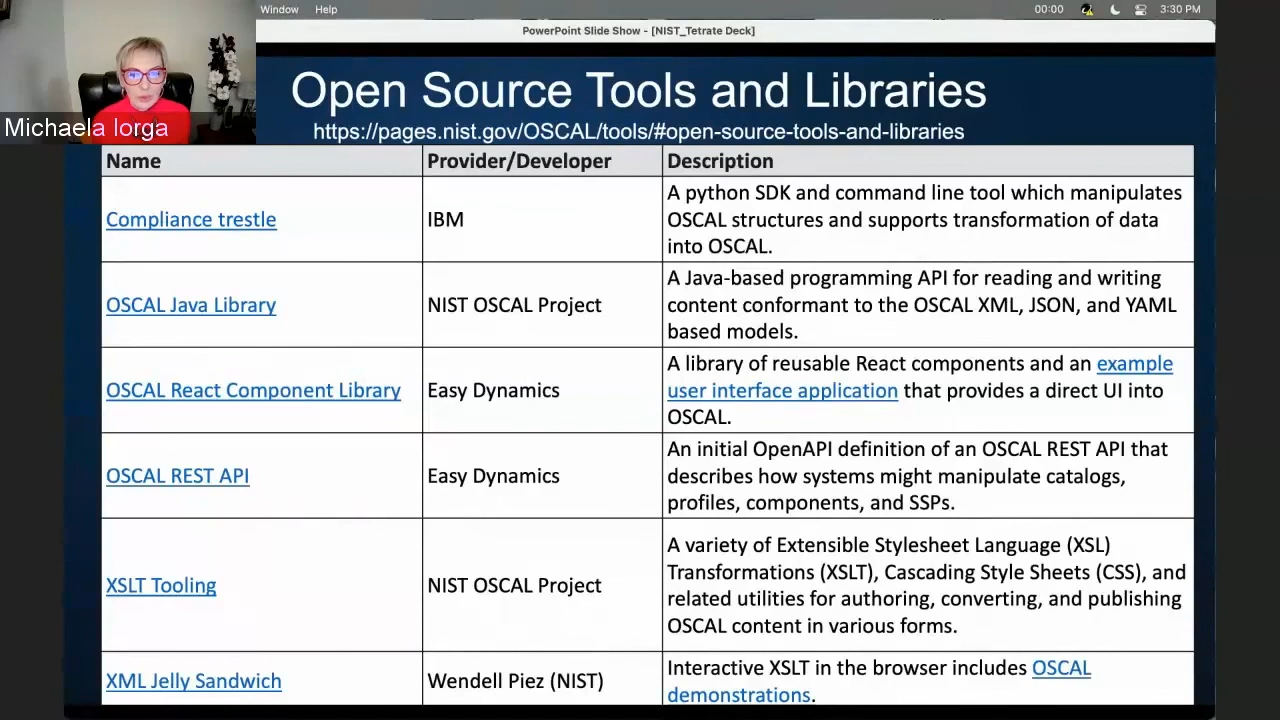 Window Help 00:00 3:30 PM
PowerPoint Slide Show - [NIST_Tetrate Deck]
Michaela Iorga
Open Source Tools and Libraries
https://pages.nist.gov/OSCAL/tools/#open-source-tools-and-libraries
Name Provider/Developer Description
Compliance trestle IBM
A python SDK and command line tool which manipulates
OSCAL structures and supports transformation of data
into OSCAL.
OSCAL Java Library NIST OSCAL Project
A Java-based programming API for reading and writing
content conformant to the OSCAL XML, JSON, and YAML
based models.
OSCAL React Component Library Easy Dynamics
A library of reusable React components and an example
user interface application that provides a direct UI into
OSCAL.
OSCAL REST API Easy Dynamics
An initial OpenAPI definition of an OSCAL REST API that
describes how systems might manipulate catalogs,
profiles, components, and SSPs.
XSLT Tooling NIST OSCAL Project
A variety of Extensible Stylesheet Language (XSL)
Transformations (XSLT), Cascading Style Sheets (CSS), and
related utilities for authoring, converting, and publishing
OSCAL content in various forms.
XML Jelly Sandwich Wendell Piez (NIST)
Interactive XSLT in the browser includes OSCAL
demonstrations.